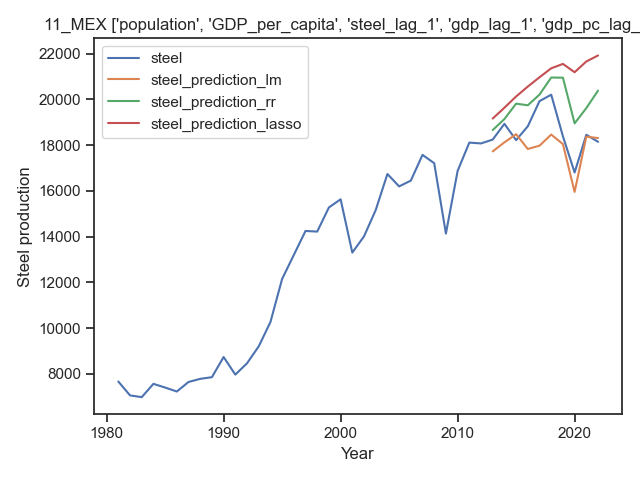 11_MEX ['population', 'GDP_per_capita', 'steel_lag_1', 'gdp_lag_1', 'gdp_pc_lag_
22000
20000
18000
16000
14000
12000
10000
8000
Steel production
steel
steel_prediction_lm
steel_prediction_rr
steel_prediction_lasso
1980
1990
2000
2010
2020
Year